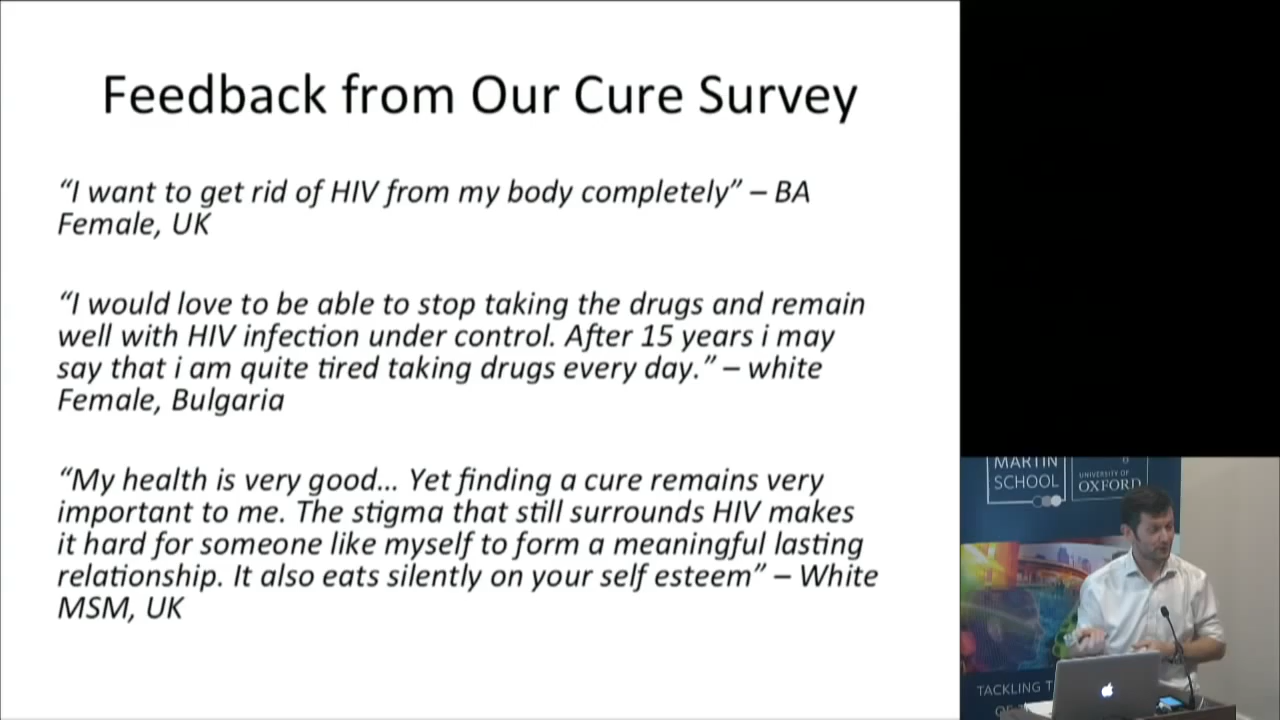 Feedback from Our Cure Survey
“I want to get rid of HIV from my body completely” – BA
Female, UK
“I would love to be able to stop taking the drugs and remain
well with HIV infection under control. After 15 years i may
say that i am quite tired taking drugs every day.” – white
Female, Bulgaria
“My health is very good... Yet finding a cure remains very
important to me. The stigma that still surrounds HIV makes
it hard for someone like myself to form a meaningful lasting
relationship. It also eats silently on your self esteem” – White
MSM, UK
MARTIN
SCHOOL
UNIVERSITY OF
OXFORD
TACKLING